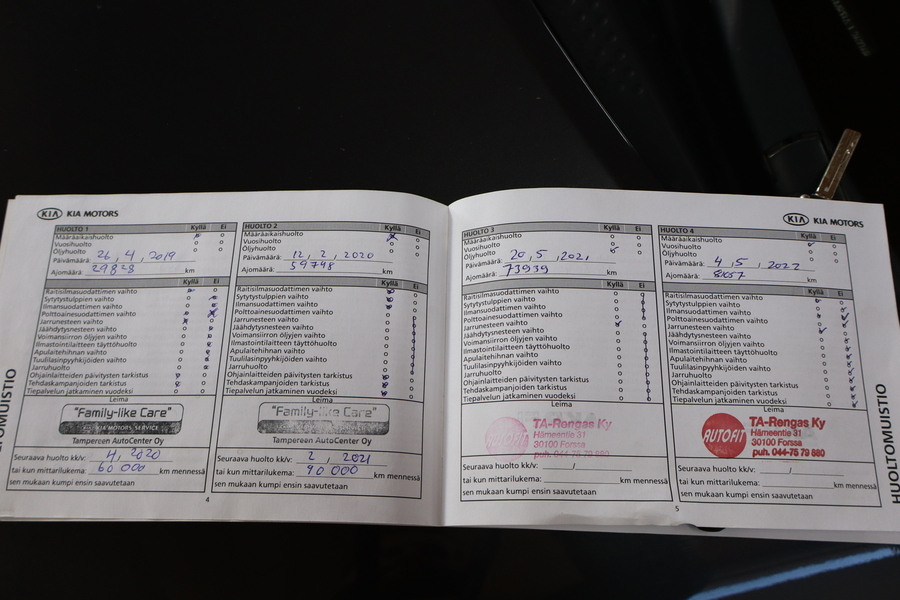 KIA KIA MOTORS
HUOLTO 1 Kyllä Ei
Määräaikaishuolto
Vuosihuolto
Öljyhuolto
Päivämäärä: 26, 4, 2019
Ajomäärä: 29828 km
Kyllä Ei
Raitisilmasuodattimen vaihto
Sytytystulppien vaihto
Ilmansuodattimen vaihto
Polttoainesuodattimen vaihto
Jarrunesteen vaihto
Jäähdytysnesteen vaihto
Voimansiirron öljyjen vaihto
Ilmastointilaitteen täyttöhuolto
Apulaitehihnan vaihto
Tuulilasinpyyhkijöiden vaihto
Jarruhuolto
Ohjainlaitteiden päivitysten tarkistus
Tehdaskampanjoiden tarkistus
Tiepalvelun jatkaminen vuodeksi
Leima
"Family-like Care"
KIA MOTORS SERVICE
Tampereen AutoCenter Oy
Seuraava huolto kk/v: 4, 2020
tai kun mittarilukema: 60 000 km mennessä
sen mukaan kumpi ensin saavutetaan
4
HUOLTO 2 Kyllä Ei
Määräaikaishuolto
Vuosihuolto
Öljyhuolto
Päivämäärä: 12, 2, 2020
Ajomäärä: 59748 km
Kyllä Ei
Raitisilmasuodattimen vaihto
Sytytystulppien vaihto
Ilmansuodattimen vaihto
Polttoainesuodattimen vaihto
Jarrunesteen vaihto
Jäähdytysnesteen vaihto
Voimansiirron öljyjen vaihto
Ilmastointilaitteen täyttöhuolto
Apulaitehihnan vaihto
Tuulilasinpyyhkijöiden vaihto
Jarruhuolto
Ohjainlaitteiden päivitysten tarkistus
Tehdaskampanjoiden tarkistus
Tiepalvelun jatkaminen vuodeksi
Leima
"Family-like Care"
Tampereen AutoCenter Oy
Seuraava huolto kk/v: 2, 2021
tai kun mittarilukema: 90 000 km mennessä
sen mukaan kumpi ensin saavutetaan
KIA KIA MOTORS
HUOLTO 3 Kyllä Ei
Määräaikaishuolto
Vuosihuolto
Öljyhuolto
Päivämäärä: 20, 5, 2021
Ajomäärä: 73939 km
Kyllä Ei
Raitisilmasuodattimen vaihto
Sytytystulppien vaihto
Ilmansuodattimen vaihto
Polttoainesuodattimen vaihto
Jarrunesteen vaihto
Jäähdytysnesteen vaihto
Voimansiirron öljyjen vaihto
Ilmastointilaitteen täyttöhuolto
Apulaitehihnan vaihto
Tuulilasinpyyhkijöiden vaihto
Jarruhuolto
Ohjainlaitteiden päivitysten tarkistus
Tehdaskampanjoiden tarkistus
Tiepalvelun jatkaminen vuodeksi
Leima
TA-Rengas Ky
Hämeentie 31
30100 Forssa
puh. 044-75 79 880
Seuraava huolto kk/v: /
tai kun mittarilukema: km mennessä
sen mukaan kumpi ensin saavutetaan
5
HUOLTO 4 Kyllä Ei
Määräaikaishuolto
Vuosihuolto
Öljyhuolto
Päivämäärä: 4, 5, 2022
Ajomäärä: km
Kyllä Ei
Raitisilmasuodattimen vaihto
Sytytystulppien vaihto
Ilmansuodattimen vaihto
Polttoainesuodattimen vaihto
Jarrunesteen vaihto
Jäähdytysnesteen vaihto
Voimansiirron öljyjen vaihto
Ilmastointilaitteen täyttöhuolto
Apulaitehihnan vaihto
Tuulilasinpyyhkijöiden vaihto
Jarruhuolto
Ohjainlaitteiden päivitysten tarkistus
Tehdaskampanjoiden tarkistus
Tiepalvelun jatkaminen vuodeksi
Leima
AUTOFIT
TA-Rengas Ky
Hämeentie 31
30100 Forssa
puh. 044-75 79 880
Seuraava huolto kk/v: /
tai kun mittarilukema: km mennessä
sen mukaan kumpi ensin saavutetaan
HUOLTOMUISTIO